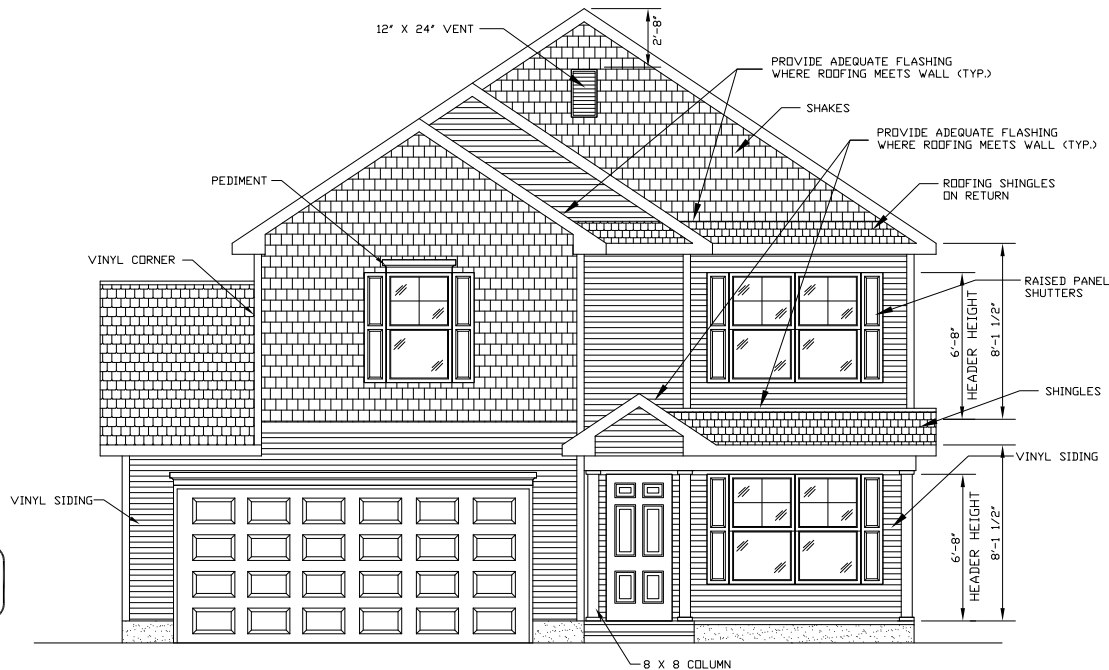 12" X 24" VENT
2'-8"
PROVIDE ADEQUATE FLASHING
WHERE ROOFING MEETS WALL (TYP.)
SHAKES
PROVIDE ADEQUATE FLASHING
WHERE ROOFING MEETS WALL (TYP.)
PEDIMENT
ROOFING SHINGLES
ON RETURN
VINYL CORNER
RAISED PANEL
SHUTTERS
6'-8"
HEADER HEIGHT
8'-1 1/2"
SHINGLES
VINYL SIDING
VINYL SIDING
6'-8"
HEADER HEIGHT
8'-1 1/2"
8 X 8 COLUMN